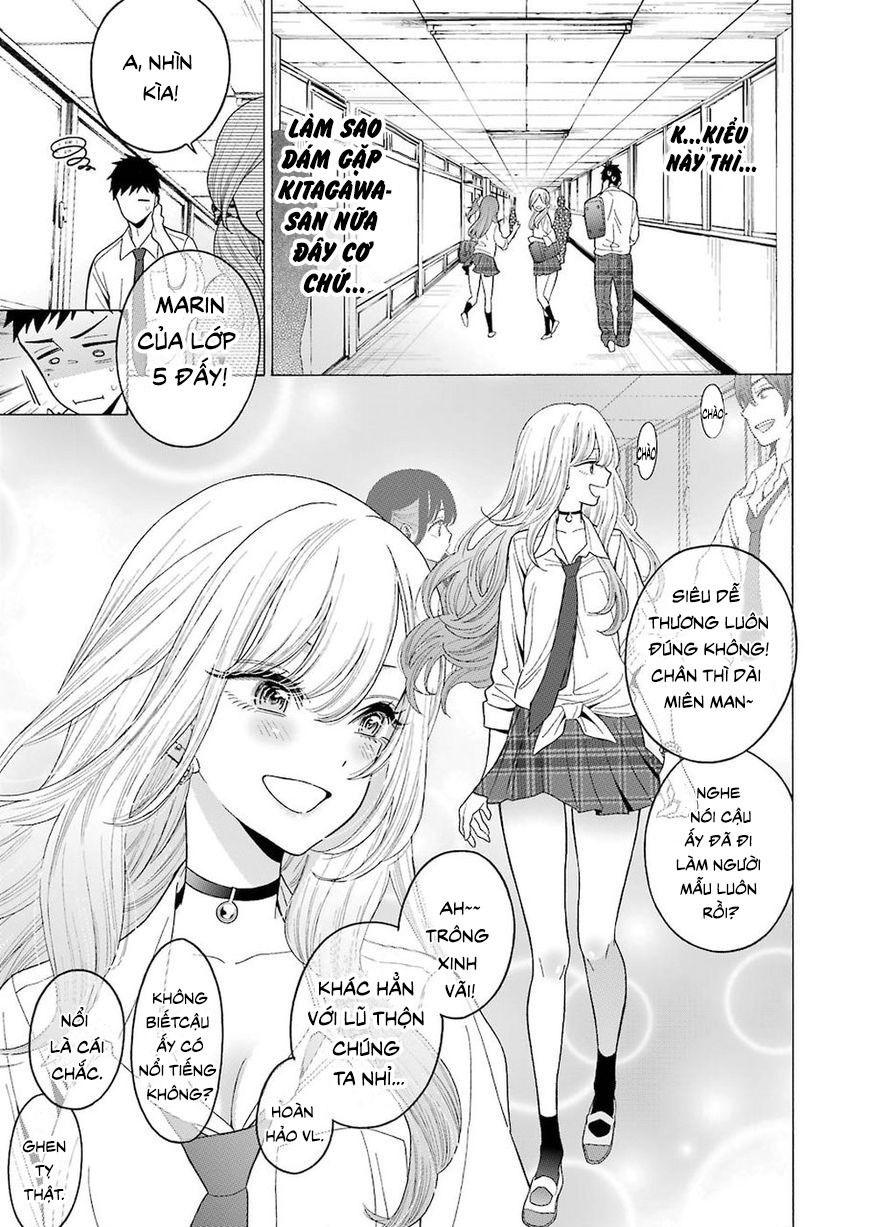 K...KIỂU
NÀY THÌ...
LÀM SAO
DÁM GẶP
KITAGAWA-
SAN NỮA
ĐÂY CƠ
CHỨ...
A, NHÌN
KÌA!
MARIN
CỦA LỚP
5 ĐẤY!
CHÀO~
CHÀO
SIÊU DỄ
THƯƠNG LUÔN
ĐÚNG KHÔNG!
CHÂN THÌ DÀI
MIÊN MAN~
NGHE
NÓI CẬU
ẤY ĐÃ ĐI
LÀM NGƯỜI
MẪU LUÔN
RỒI?
AH~~
TRÔNG
XINH
VÃI!
KHÁC HẲN
VỚI LŨ THỘN
CHÚNG
TA NHỈ...
HOÀN
HẢO VL.
KHÔNG
BIẾTCẬU
ẤY CÓ
NỔI TIẾNG
KHÔNG?
NỔI
LÀ CÁI
CHẮC.
GHEN
TỴ
THẬT.